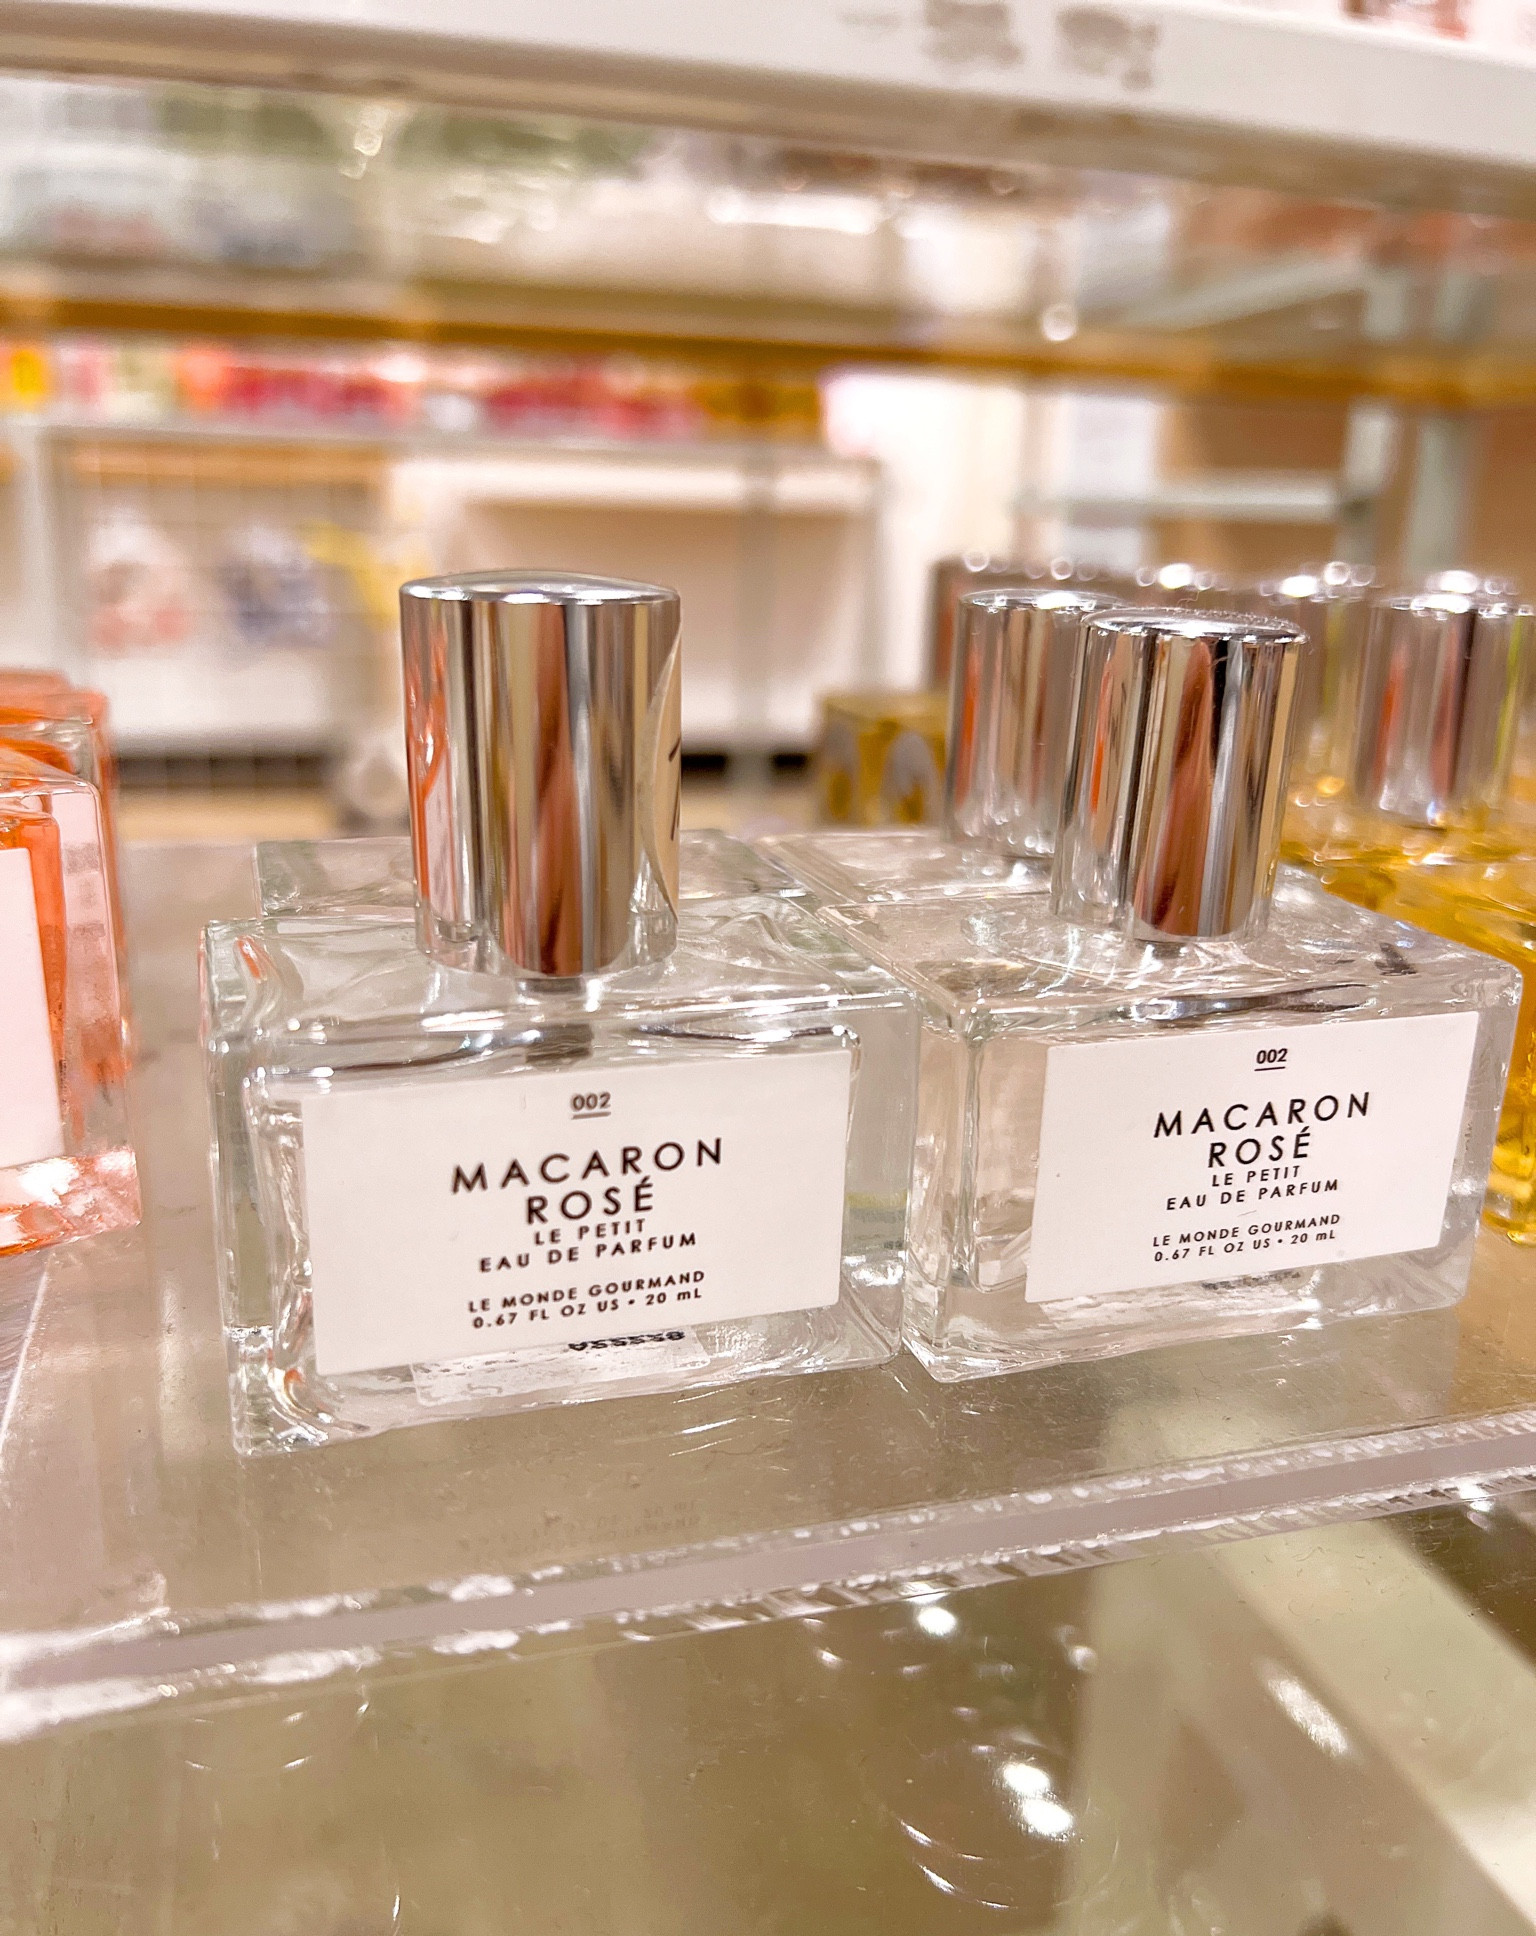 002
MACARON
ROSÉ
LE PETIT
EAU DE PARFUM
LE MONDE GOURMAND
0.67 FL OZ US • 20 mL
002
MACARON
ROSÉ
LE PETIT
EAU DE PARFUM
LE MONDE GOURMAND
0.67 FL OZ US • 20 mL